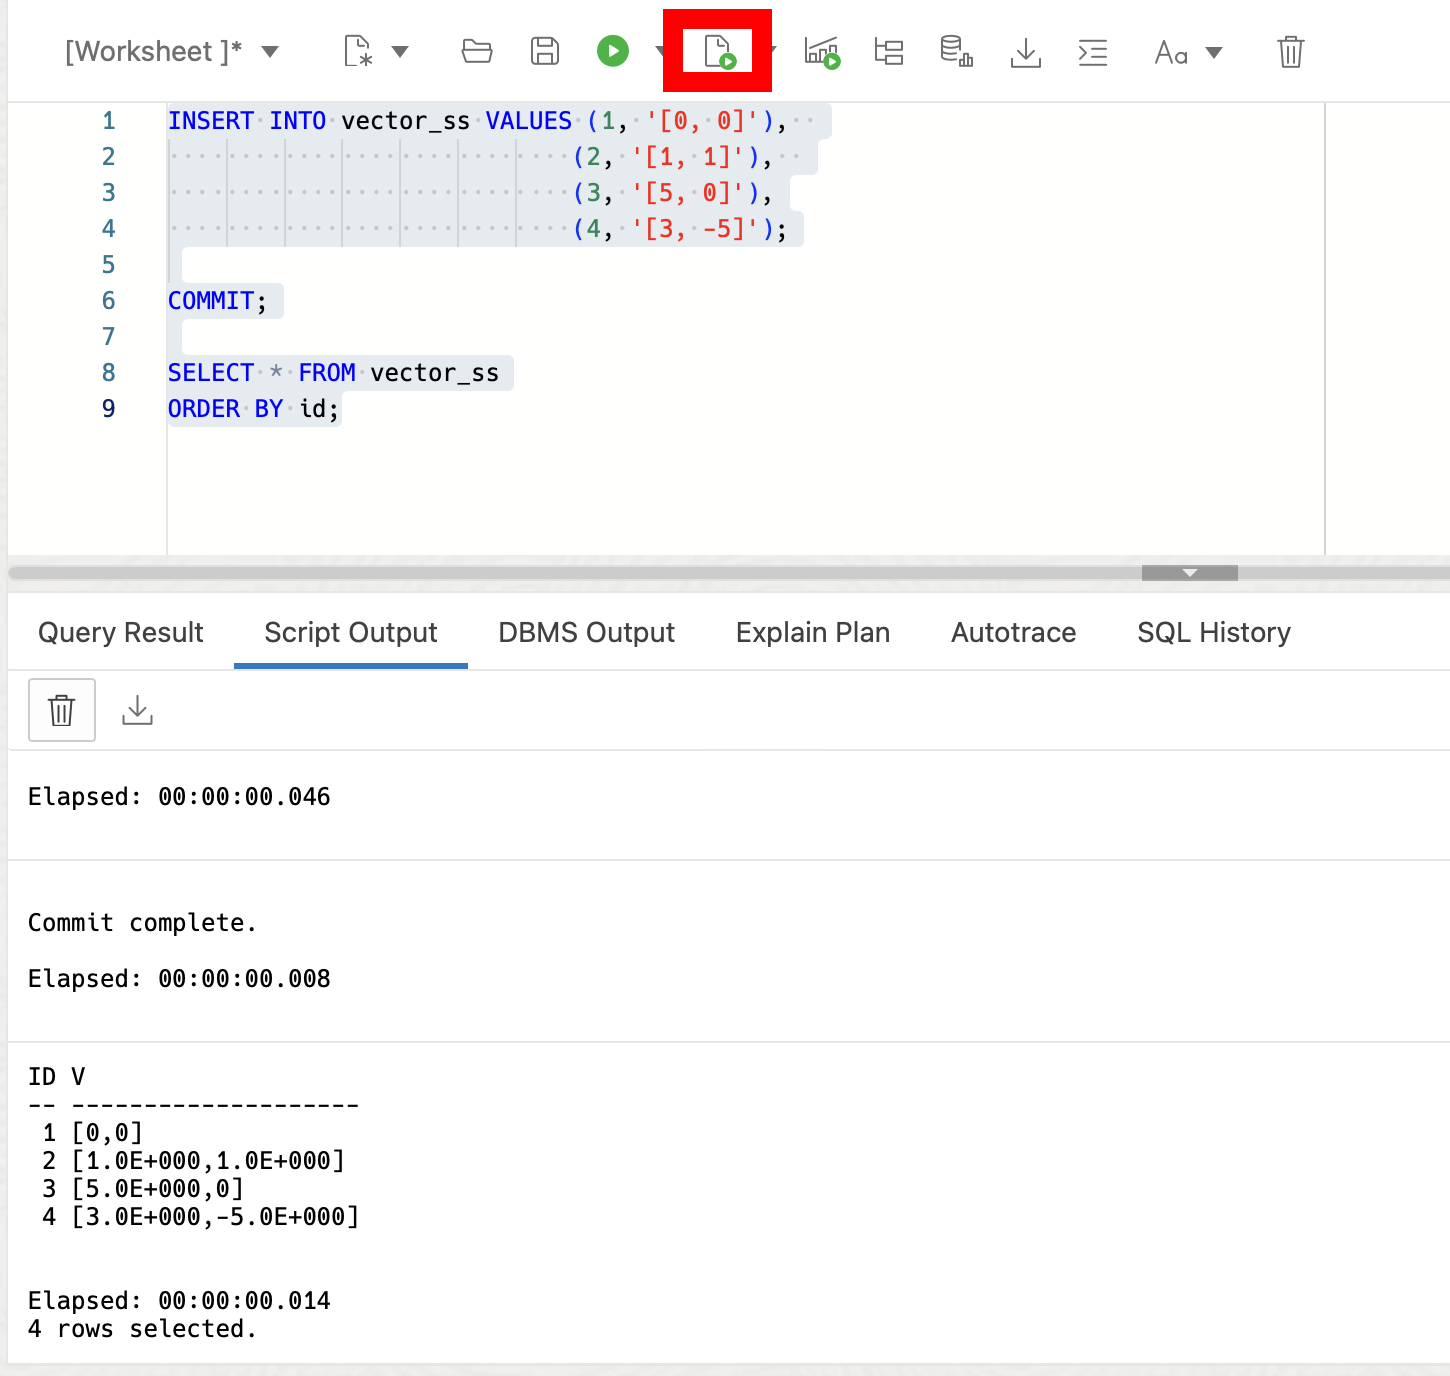 [Worksheet ]*
Aa
1 INSERT INTO vector_ss VALUES (1, '[0, 0]'),
2 (2, '[1, 1]'),
3 (3, '[5, 0]'),
4 (4, '[3, -5]');
5
6 COMMIT;
7
8 SELECT * FROM vector_ss
9 ORDER BY id;
Query Result Script Output DBMS Output Explain Plan Autotrace SQL History
Elapsed: 00:00:00.046
Commit complete.
Elapsed: 00:00:00.008
ID V
-- --------------------
1 [0,0]
2 [1.0E+000,1.0E+000]
3 [5.0E+000,0]
4 [3.0E+000,-5.0E+000]
Elapsed: 00:00:00.014
4 rows selected.